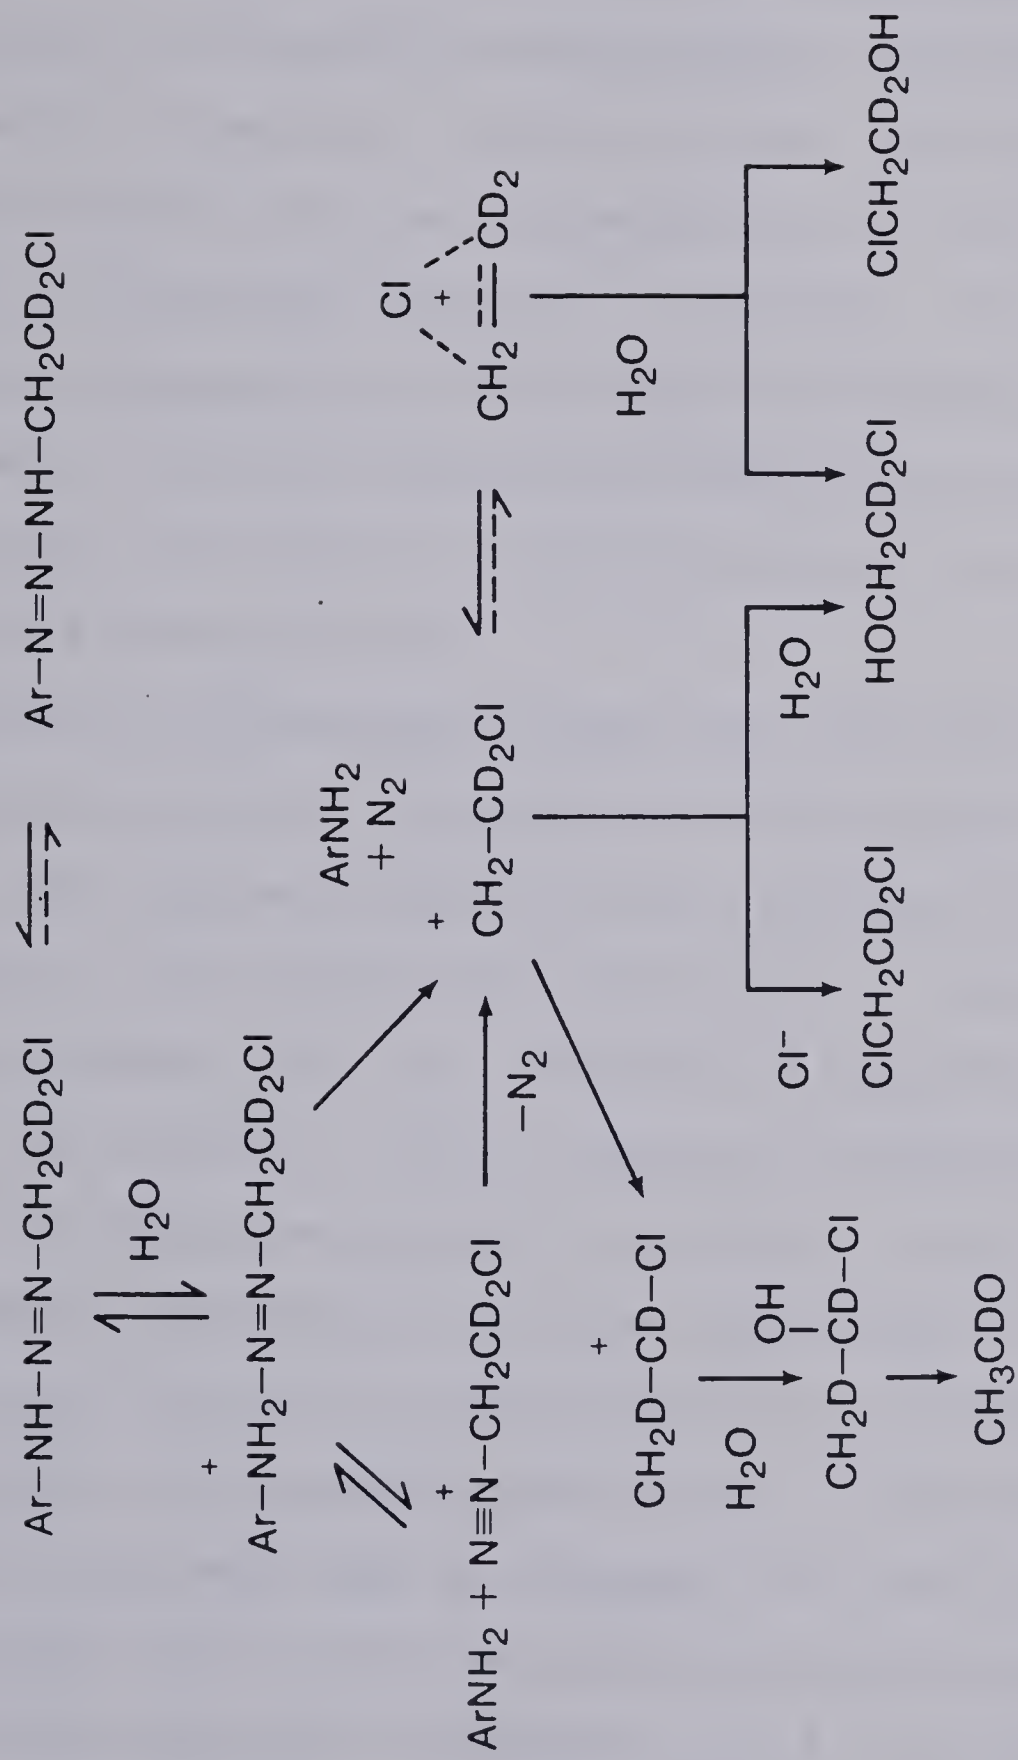 Ar−NH−N=N−CH₂CD₂Cl ⇌ Ar−N=N−NH−CH₂CD₂Cl
H₂O
+
Ar−NH₂−N=N−CH₂CD₂Cl
ArNH₂
+ N₂
Cl
+
CH₂ CD₂
+
ArNH₂ + N≡N−CH₂CD₂Cl
−N₂
+
CH₂−CD₂Cl
H₂O
+
CH₂D−CD−Cl
H₂O
OH
CH₂D−CD−Cl
CH₃CDO
Cl⁻
H₂O
ClCH₂CD₂Cl
HOCH₂CD₂Cl
ClCH₂CD₂OH